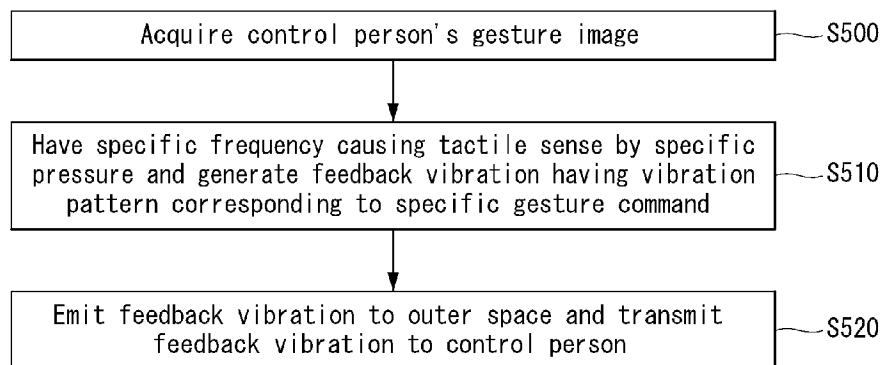 Acquire control person's gesture image
S500
Have specific frequency causing tactile sense by specific
pressure and generate feedback vibration having vibration
pattern corresponding to specific gesture command
S510
Emit feedback vibration to outer space and transmit
feedback vibration to control person
S520